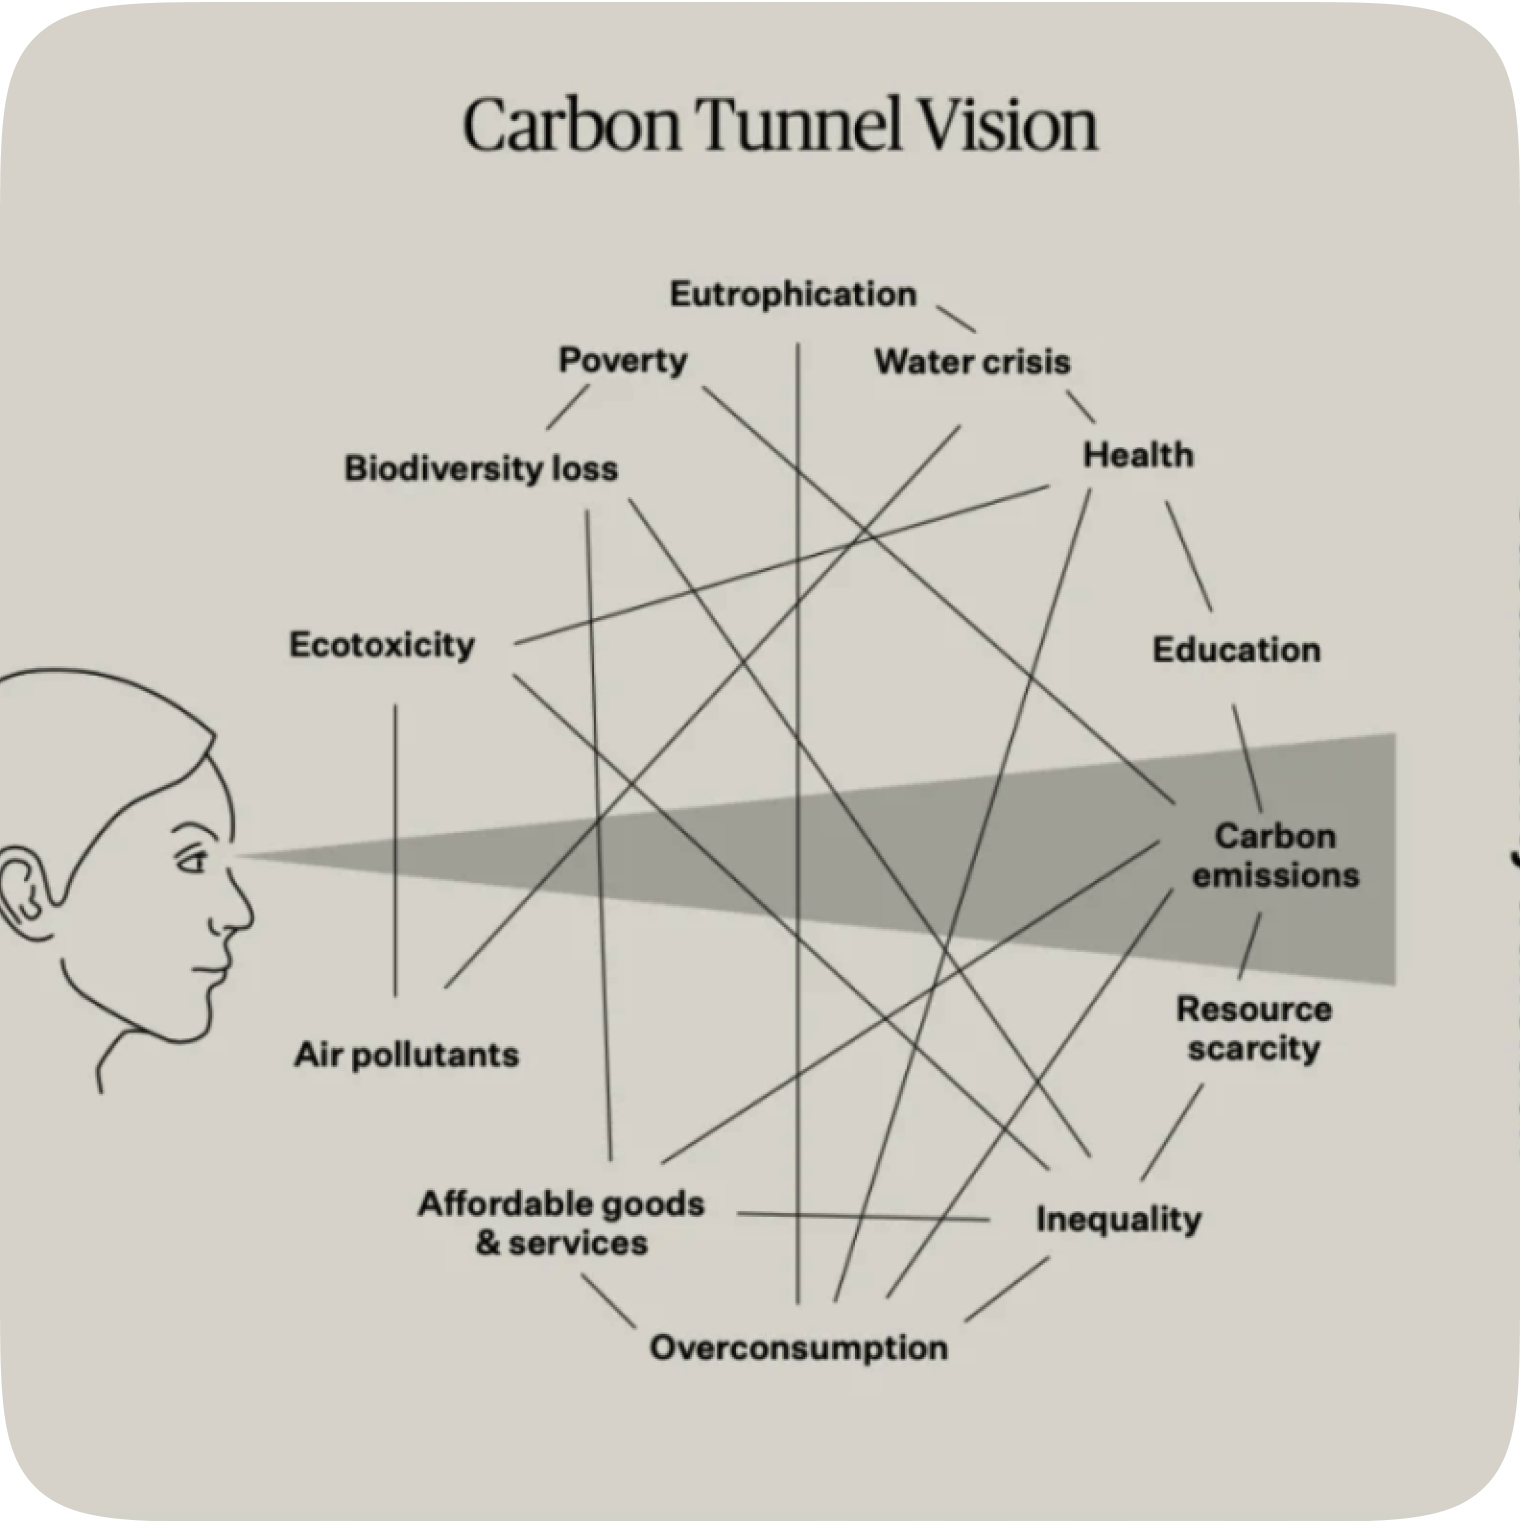 Carbon Tunnel Vision
Eutrophication
Poverty
Water crisis
Biodiversity loss
Health
Ecotoxicity
Education
Carbon
emissions
Resource
scarcity
Air pollutants
Affordable goods
& services
Inequality
Overconsumption